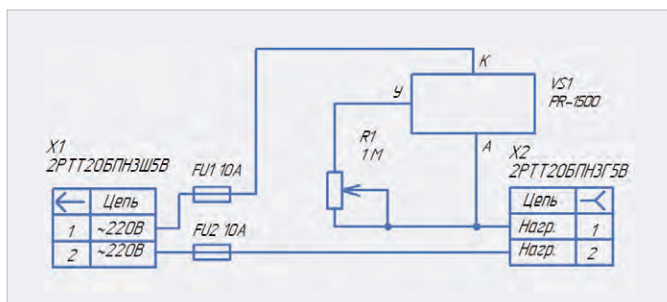 К
VS1
PR-1500
У
R1
1 М
А
X1
2РТТ20БПН3Ш5В
FU1 10А
X2
2РТТ20БПН3Г5В
Цепь
1 ~220В
2 ~220В
FU2 10А
Цепь
Нагр. 1
Нагр. 2